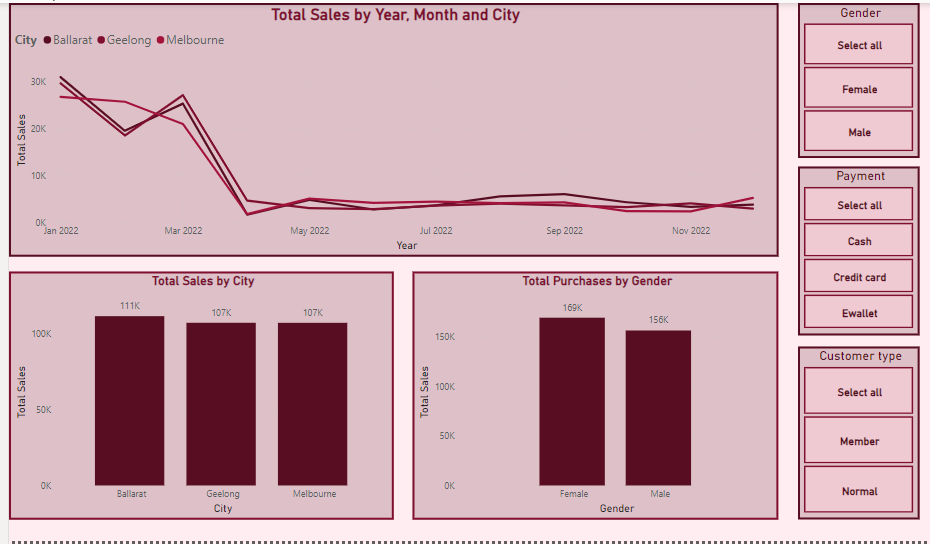 Total Sales by Year, Month and City
City Ballarat Geelong Melbourne
30K
20K
10K
0K
Total Sales
Jan 2022 Mar 2022 May 2022 Jul 2022 Sep 2022 Nov 2022
Year
Total Sales by City
111K 107K 107K
100K
50K
0K
Total Sales
Ballarat Geelong Melbourne
City
Total Purchases by Gender
169K 156K
150K
100K
50K
0K
Total Sales
Female Male
Gender
Gender
Select all
Female
Male
Payment
Select all
Cash
Credit card
Ewallet
Customer type
Select all
Member
Normal